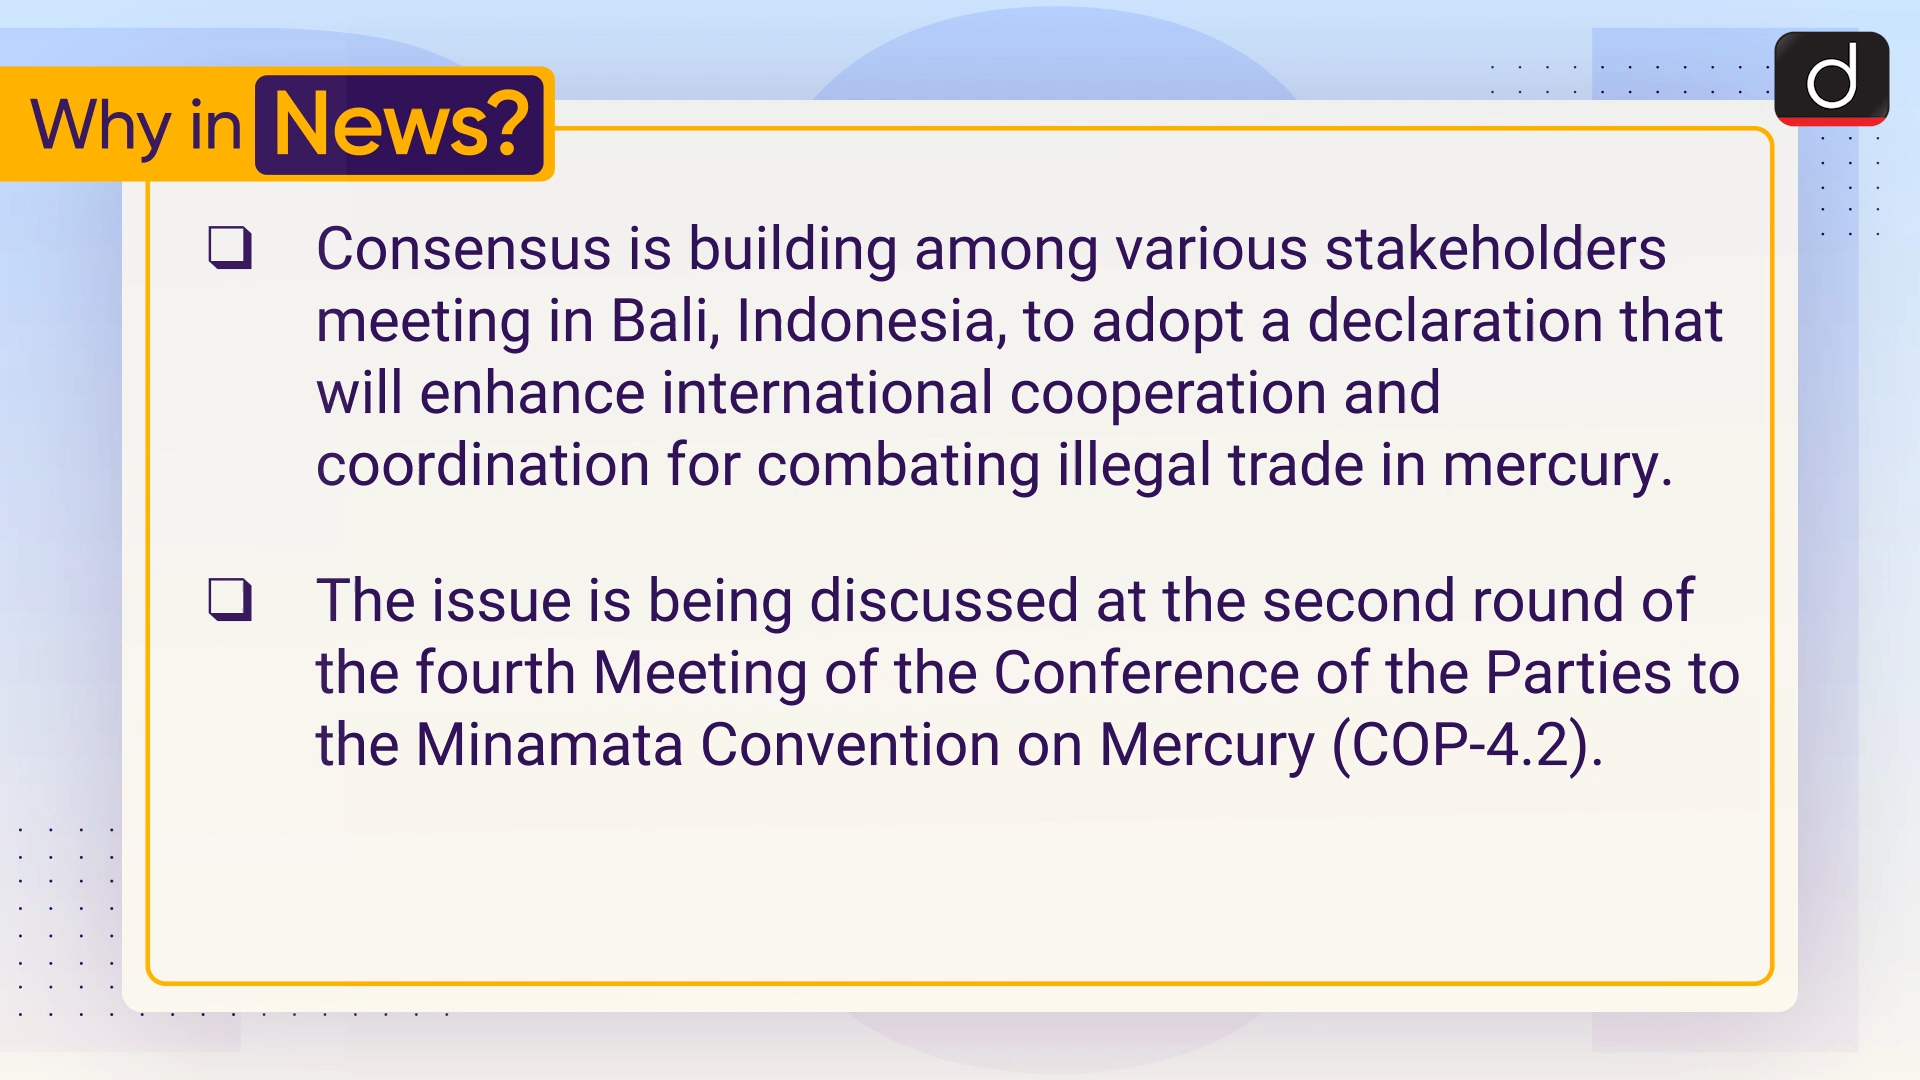 Why in News?
❑ Consensus is building among various stakeholders
meeting in Bali, Indonesia, to adopt a declaration that
will enhance international cooperation and
coordination for combating illegal trade in mercury.
❑ The issue is being discussed at the second round of
the fourth Meeting of the Conference of the Parties to
the Minamata Convention on Mercury (COP-4.2).
d